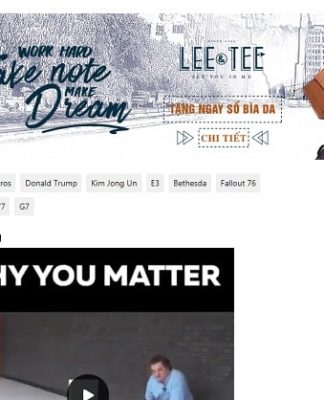 WORK HARD
Take note
MAKE
Dream
LEE&TEE
SEE YOU IN ME
TẶNG NGAY SỔ BÌA DA
CHI TIẾT
ros
Donald Trump
Kim Jong Un
E3
Bethesda
Fallout 76
7
G7
HY YOU MATTER